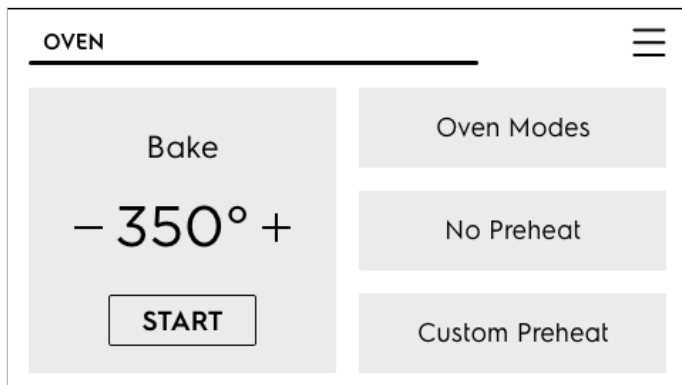 OVEN
Bake
− 350° +
START
Oven Modes
No Preheat
Custom Preheat